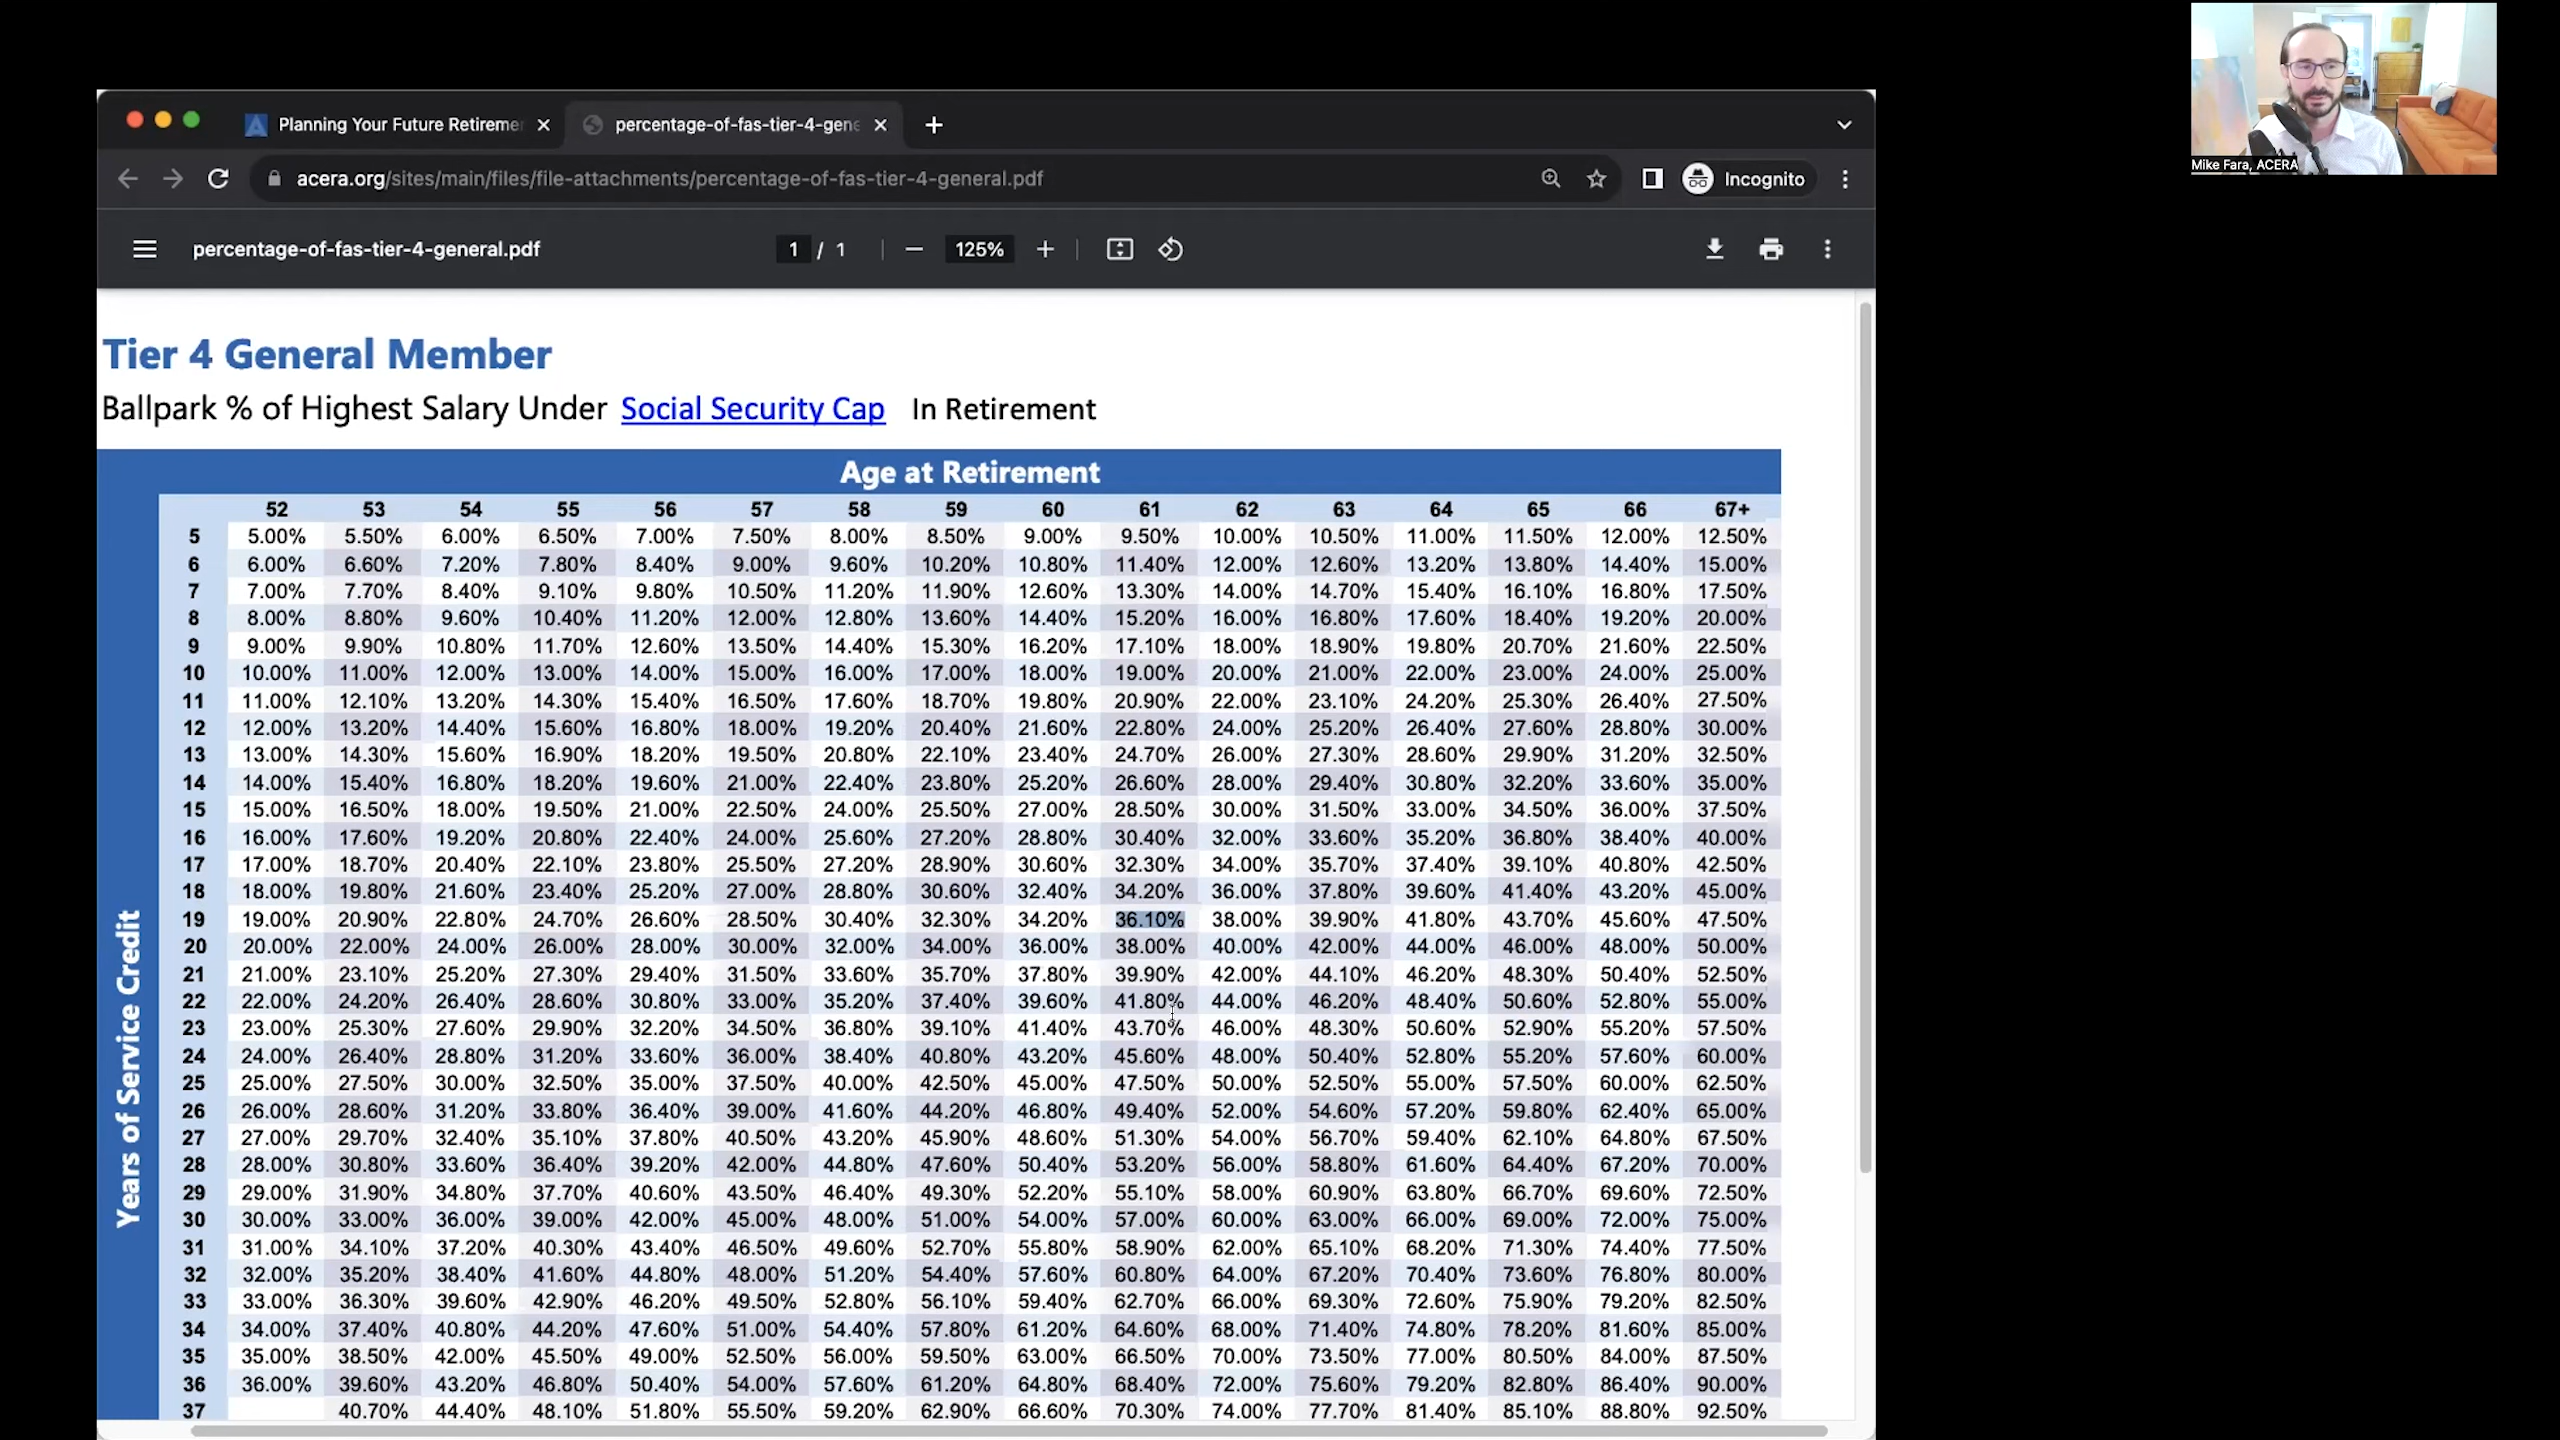 Planning Your Future Retireme
percentage-of-fas-tier-4-gene
acera.org/sites/main/files/file-attachments/percentage-of-fas-tier-4-general.pdf
Incognito
percentage-of-fas-tier-4-general.pdf
1 / 1
125%
Mike Fara, ACERA
Tier 4 General Member
Ballpark % of Highest Salary Under Social Security Cap In Retirement
Age at Retirement
Years of Service Credit
52 53 54 55 56 57 58 59 60 61 62 63 64 65 66 67+
5 5.00% 5.50% 6.00% 6.50% 7.00% 7.50% 8.00% 8.50% 9.00% 9.50% 10.00% 10.50% 11.00% 11.50% 12.00% 12.50%
6 6.00% 6.60% 7.20% 7.80% 8.40% 9.00% 9.60% 10.20% 10.80% 11.40% 12.00% 12.60% 13.20% 13.80% 14.40% 15.00%
7 7.00% 7.70% 8.40% 9.10% 9.80% 10.50% 11.20% 11.90% 12.60% 13.30% 14.00% 14.70% 15.40% 16.10% 16.80% 17.50%
8 8.00% 8.80% 9.60% 10.40% 11.20% 12.00% 12.80% 13.60% 14.40% 15.20% 16.00% 16.80% 17.60% 18.40% 19.20% 20.00%
9 9.00% 9.90% 10.80% 11.70% 12.60% 13.50% 14.40% 15.30% 16.20% 17.10% 18.00% 18.90% 19.80% 20.70% 21.60% 22.50%
10 10.00% 11.00% 12.00% 13.00% 14.00% 15.00% 16.00% 17.00% 18.00% 19.00% 20.00% 21.00% 22.00% 23.00% 24.00% 25.00%
11 11.00% 12.10% 13.20% 14.30% 15.40% 16.50% 17.60% 18.70% 19.80% 20.90% 22.00% 23.10% 24.20% 25.30% 26.40% 27.50%
12 12.00% 13.20% 14.40% 15.60% 16.80% 18.00% 19.20% 20.40% 21.60% 22.80% 24.00% 25.20% 26.40% 27.60% 28.80% 30.00%
13 13.00% 14.30% 15.60% 16.90% 18.20% 19.50% 20.80% 22.10% 23.40% 24.70% 26.00% 27.30% 28.60% 29.90% 31.20% 32.50%
14 14.00% 15.40% 16.80% 18.20% 19.60% 21.00% 22.40% 23.80% 25.20% 26.60% 28.00% 29.40% 30.80% 32.20% 33.60% 35.00%
15 15.00% 16.50% 18.00% 19.50% 21.00% 22.50% 24.00% 25.50% 27.00% 28.50% 30.00% 31.50% 33.00% 34.50% 36.00% 37.50%
16 16.00% 17.60% 19.20% 20.80% 22.40% 24.00% 25.60% 27.20% 28.80% 30.40% 32.00% 33.60% 35.20% 36.80% 38.40% 40.00%
17 17.00% 18.70% 20.40% 22.10% 23.80% 25.50% 27.20% 28.90% 30.60% 32.30% 34.00% 35.70% 37.40% 39.10% 40.80% 42.50%
18 18.00% 19.80% 21.60% 23.40% 25.20% 27.00% 28.80% 30.60% 32.40% 34.20% 36.00% 37.80% 39.60% 41.40% 43.20% 45.00%
19 19.00% 20.90% 22.80% 24.70% 26.60% 28.50% 30.40% 32.30% 34.20% 36.10% 38.00% 39.90% 41.80% 43.70% 45.60% 47.50%
20 20.00% 22.00% 24.00% 26.00% 28.00% 30.00% 32.00% 34.00% 36.00% 38.00% 40.00% 42.00% 44.00% 46.00% 48.00% 50.00%
21 21.00% 23.10% 25.20% 27.30% 29.40% 31.50% 33.60% 35.70% 37.80% 39.90% 42.00% 44.10% 46.20% 48.30% 50.40% 52.50%
22 22.00% 24.20% 26.40% 28.60% 30.80% 33.00% 35.20% 37.40% 39.60% 41.80% 44.00% 46.20% 48.40% 50.60% 52.80% 55.00%
23 23.00% 25.30% 27.60% 29.90% 32.20% 34.50% 36.80% 39.10% 41.40% 43.70% 46.00% 48.30% 50.60% 52.90% 55.20% 57.50%
24 24.00% 26.40% 28.80% 31.20% 33.60% 36.00% 38.40% 40.80% 43.20% 45.60% 48.00% 50.40% 52.80% 55.20% 57.60% 60.00%
25 25.00% 27.50% 30.00% 32.50% 35.00% 37.50% 40.00% 42.50% 45.00% 47.50% 50.00% 52.50% 55.00% 57.50% 60.00% 62.50%
26 26.00% 28.60% 31.20% 33.80% 36.40% 39.00% 41.60% 44.20% 46.80% 49.40% 52.00% 54.60% 57.20% 59.80% 62.40% 65.00%
27 27.00% 29.70% 32.40% 35.10% 37.80% 40.50% 43.20% 45.90% 48.60% 51.30% 54.00% 56.70% 59.40% 62.10% 64.80% 67.50%
28 28.00% 30.80% 33.60% 36.40% 39.20% 42.00% 44.80% 47.60% 50.40% 53.20% 56.00% 58.80% 61.60% 64.40% 67.20% 70.00%
29 29.00% 31.90% 34.80% 37.70% 40.60% 43.50% 46.40% 49.30% 52.20% 55.10% 58.00% 60.90% 63.80% 66.70% 69.60% 72.50%
30 30.00% 33.00% 36.00% 39.00% 42.00% 45.00% 48.00% 51.00% 54.00% 57.00% 60.00% 63.00% 66.00% 69.00% 72.00% 75.00%
31 31.00% 34.10% 37.20% 40.30% 43.40% 46.50% 49.60% 52.70% 55.80% 58.90% 62.00% 65.10% 68.20% 71.30% 74.40% 77.50%
32 32.00% 35.20% 38.40% 41.60% 44.80% 48.00% 51.20% 54.40% 57.60% 60.80% 64.00% 67.20% 70.40% 73.60% 76.80% 80.00%
33 33.00% 36.30% 39.60% 42.90% 46.20% 49.50% 52.80% 56.10% 59.40% 62.70% 66.00% 69.30% 72.60% 75.90% 79.20% 82.50%
34 34.00% 37.40% 40.80% 44.20% 47.60% 51.00% 54.40% 57.80% 61.20% 64.60% 68.00% 71.40% 74.80% 78.20% 81.60% 85.00%
35 35.00% 38.50% 42.00% 45.50% 49.00% 52.50% 56.00% 59.50% 63.00% 66.50% 70.00% 73.50% 77.00% 80.50% 84.00% 87.50%
36 36.00% 39.60% 43.20% 46.80% 50.40% 54.00% 57.60% 61.20% 64.80% 68.40% 72.00% 75.60% 79.20% 82.80% 86.40% 90.00%
37 40.70% 44.40% 48.10% 51.80% 55.50% 59.20% 62.90% 66.60% 70.30% 74.00% 77.70% 81.40% 85.10% 88.80% 92.50%